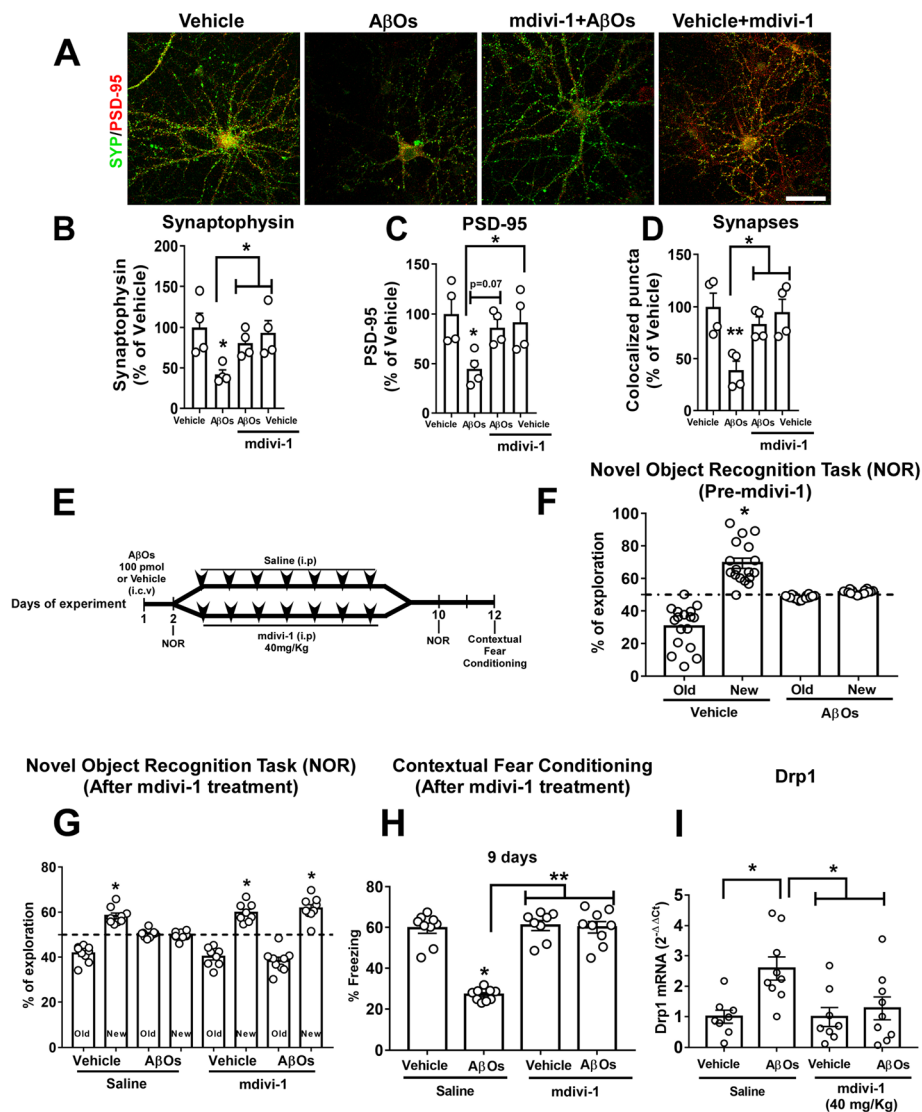 Vehicle AβOs mdivi-1+AβOs Vehicle+mdivi-1
A
SYP/PSD-95
B
Synaptophysin
*
*
Synaptophysin
(% of Vehicle)
200
150
100
50
0
Vehicle AβOs AβOs Vehicle
mdivi-1
C
PSD-95
*
p=0.07
*
PSD-95
(% of Vehicle)
150
100
50
0
Vehicle AβOs AβOs Vehicle
mdivi-1
D
Synapses
*
**
Colocalized puncta
(% of Vehicle)
150
100
50
0
Vehicle AβOs AβOs Vehicle
mdivi-1
E
AβOs
100 pmol
or Vehicle
(i.c.v)
Saline (i.p)
Days of experiment
1 2 10 12
NOR
mdivi-1 (i.p)
40mg/Kg
NOR
Contextual
Fear
Conditioning
Novel Object Recognition Task (NOR)
(Pre-mdivi-1)
F
*
% of exploration
100
80
60
40
20
0
Old New Old New
Vehicle AβOs
Novel Object Recognition Task (NOR)
(After mdivi-1 treatment)
G
* * *
% of exploration
80
60
40
20
0
Old New Old New Old New Old New
Vehicle AβOs Vehicle AβOs
Saline mdivi-1
Contextual Fear Conditioning
(After mdivi-1 treatment)
H
9 days
**
*
% Freezing
80
60
40
20
0
Vehicle AβOs Vehicle AβOs
Saline mdivi-1
Drp1
I
* *
Drp1 mRNA (2-ΔΔCt)
5
4
3
2
1
0
Vehicle AβOs Vehicle AβOs
Saline mdivi-1
(40 mg/Kg)